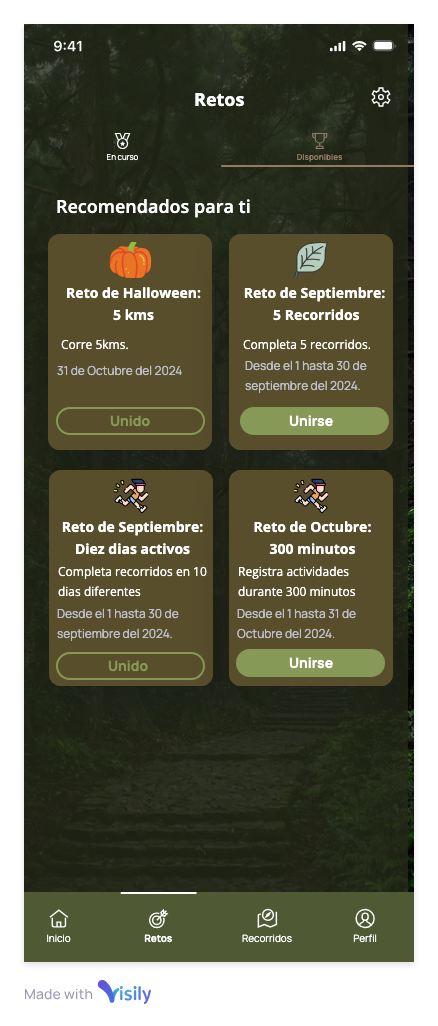 9:41
Retos
En curso
Disponibles
Recomendados para ti
Reto de Halloween:
5 kms
Corre 5kms.
31 de Octubre del 2024
Unido
Reto de Septiembre:
5 Recorridos
Completa 5 recorridos.
Desde el 1 hasta 30 de
septiembre del 2024.
Unirse
Reto de Septiembre:
Diez dias activos
Completa recorridos en 10
dias diferentes
Desde el 1 hasta 30 de
septiembre del 2024.
Unido
Reto de Octubre:
300 minutos
Registra actividades
durante 300 minutos
Desde el 1 hasta 31 de
Octubre del 2024.
Unirse
Inicio
Retos
Recorridos
Perfil
Made with Visily